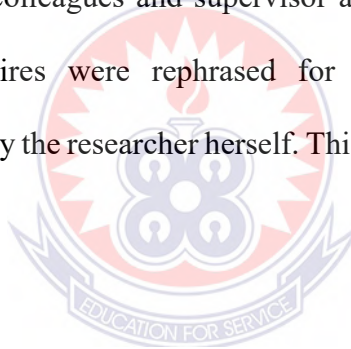 colleagues and supervisor a
ires were rephrased for
y the researcher herself. Thi
EDUCATION FOR SERVICE